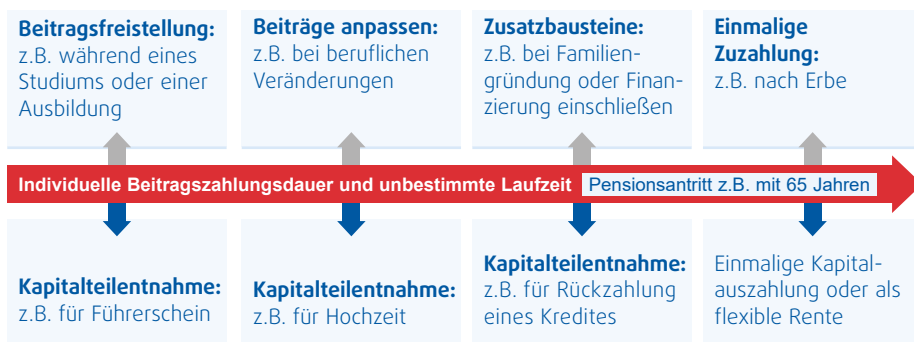 Beitragsfreistellung:
z.B. während eines
Studiums oder einer
Ausbildung
Beiträge anpassen:
z.B. bei beruflichen
Veränderungen
Zusatzbausteine:
z.B. bei Familien-
gründung oder Finan-
zierung einschließen
Einmalige
Zuzahlung:
z.B. nach Erbe
Individuelle Beitragszahlungsdauer und unbestimmte Laufzeit Pensionsantritt z.B. mit 65 Jahren
Kapitalteilentnahme:
z.B. für Führerschein
Kapitalteilentnahme:
z.B. für Hochzeit
Kapitalteilentnahme:
z.B. für Rückzahlung
eines Kredites
Einmalige Kapital-
auszahlung oder als
flexible Rente